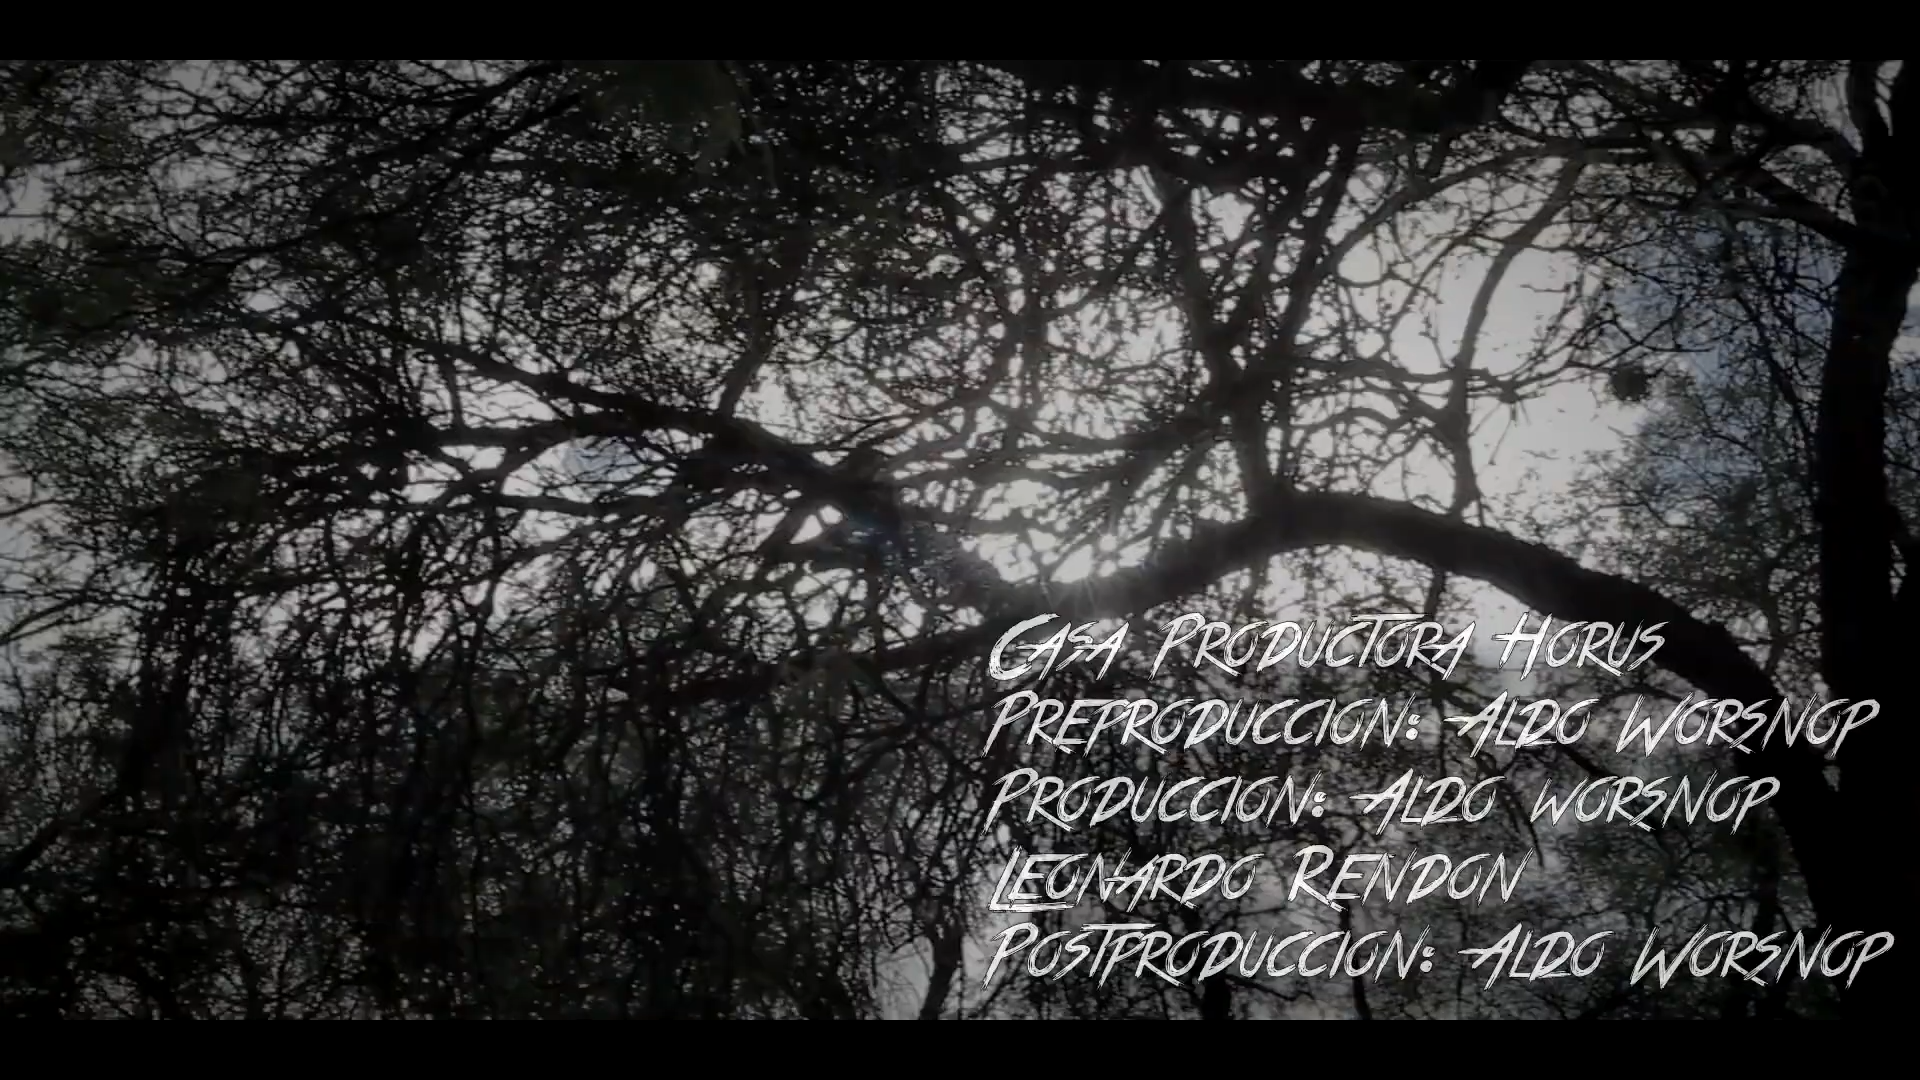 Casa Productora Horus
Preproduccion: Aldo Worsnop
Produccion: Aldo worsnop
Leonardo Rendon
Postproduccion: Aldo Worsnop